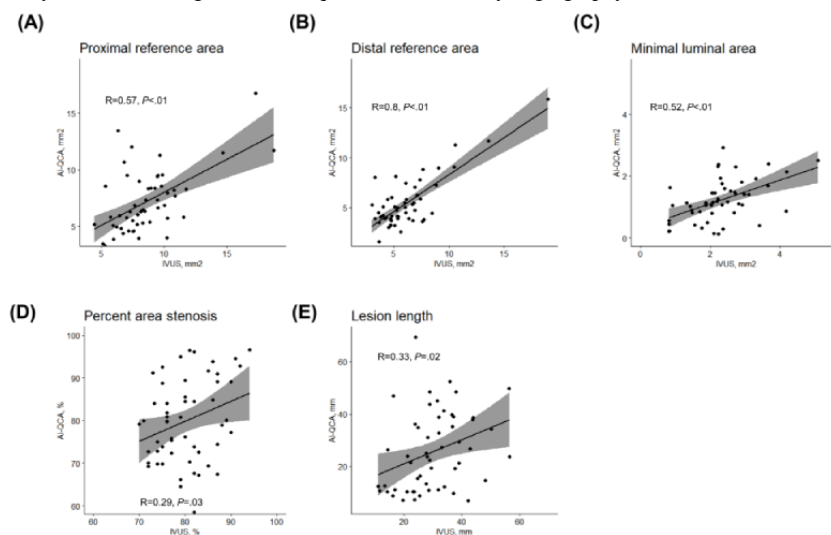 (A)
Proximal reference area
R=0.57, P<.01
AI-QCA, mm2
15
10
5
5
10
15
IVUS, mm2
(B)
Distal reference area
R=0.8, P<.01
AI-QCA, mm2
15
10
5
5
10
15
IVUS, mm2
(C)
Minimal luminal area
R=0.52, P<.01
AI-QCA, mm2
4
2
0
0
2
4
IVUS, mm2
(D)
Percent area stenosis
R=0.29, P=.03
AI-QCA, %
100
90
80
70
60
60
70
80
90
100
IVUS, %
(E)
Lesion length
R=0.33, P=.02
AI-QCA, mm
60
40
20
20
40
60
IVUS, mm